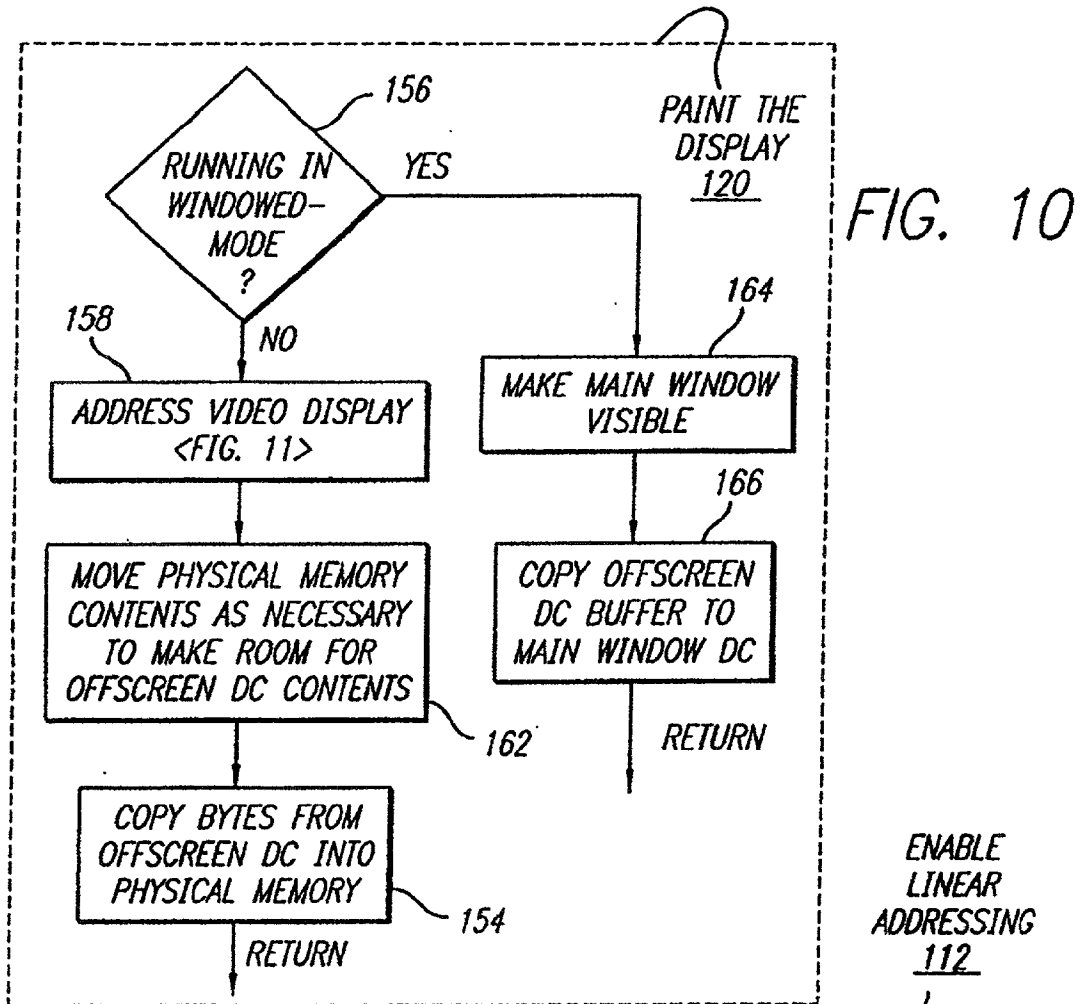 PAINT THE
DISPLAY
120
FIG. 10
156
RUNNING IN
WINDOWED-
MODE
?
YES
NO
158
ADDRESS VIDEO DISPLAY
<FIG. 11>
164
MAKE MAIN WINDOW
VISIBLE
MOVE PHYSICAL MEMORY
CONTENTS AS NECESSARY
TO MAKE ROOM FOR
OFFSCREEN DC CONTENTS
162
166
COPY OFFSCREEN
DC BUFFER TO
MAIN WINDOW DC
RETURN
COPY BYTES FROM
OFFSCREEN DC INTO
PHYSICAL MEMORY
154
RETURN
ENABLE
LINEAR
ADDRESSING
112